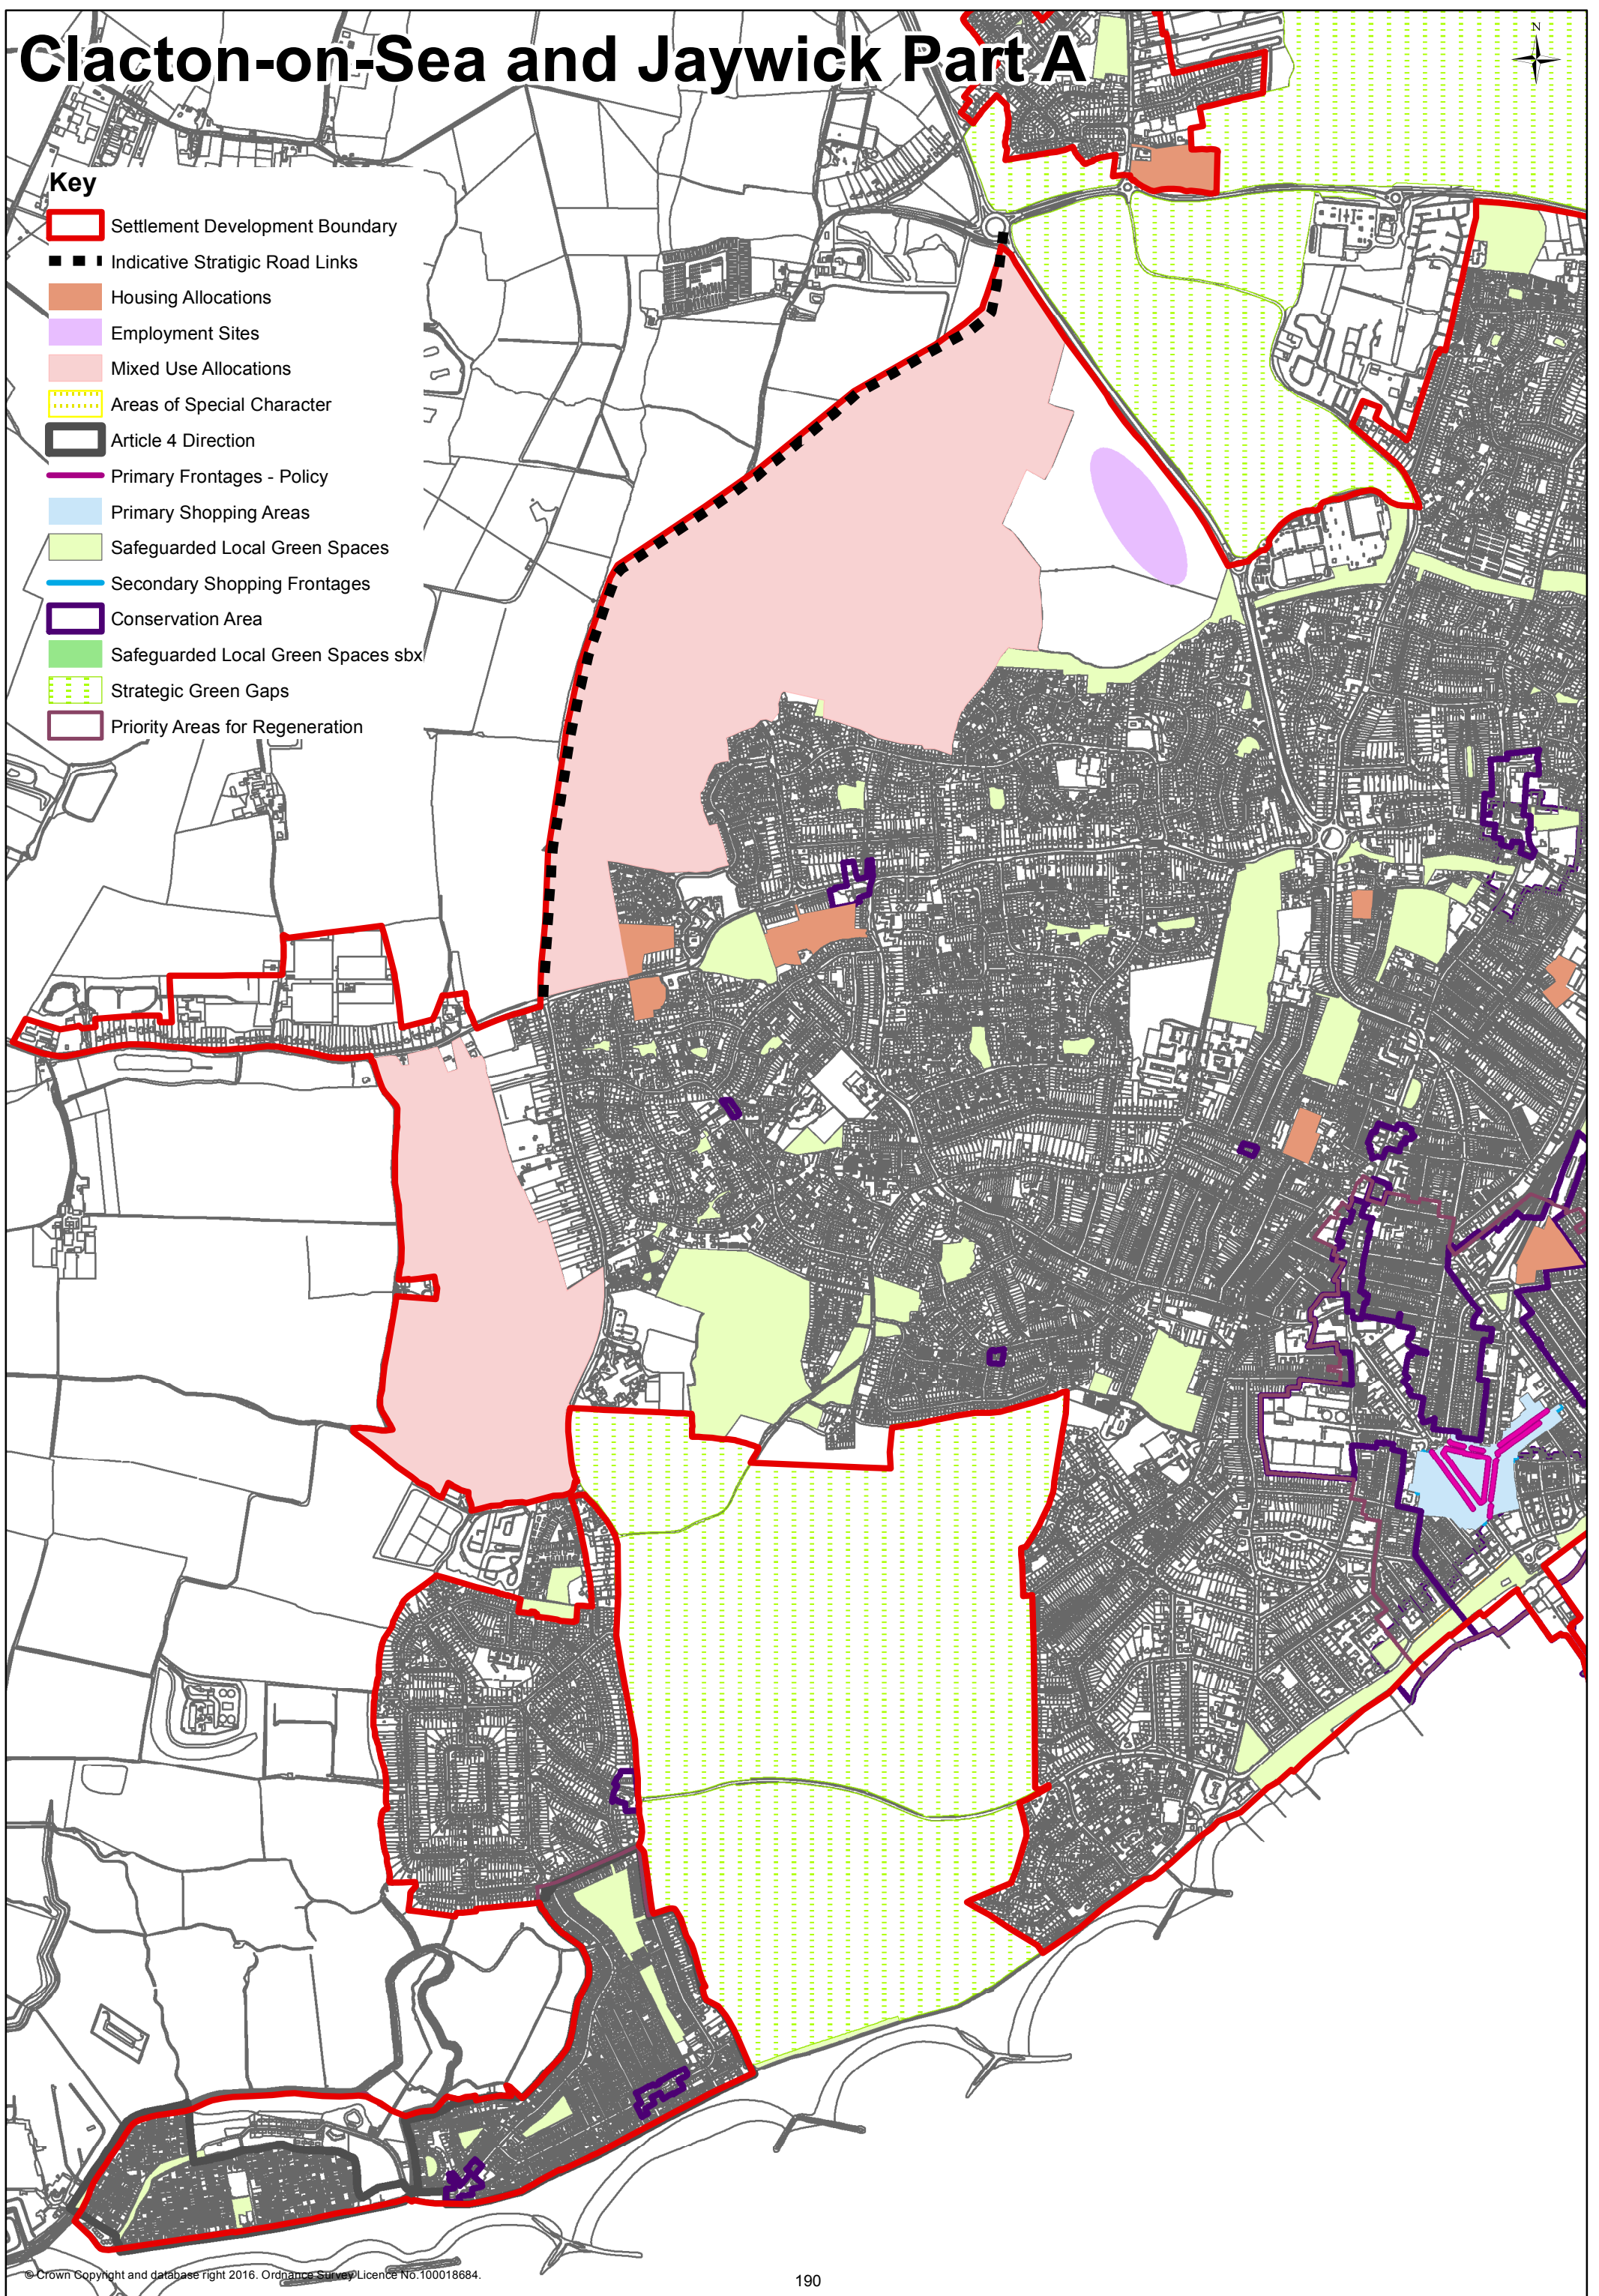 Clacton-on-Sea and Jaywick Part A
N
Key
Settlement Development Boundary
Indicative Stratigic Road Links
Housing Allocations
Employment Sites
Mixed Use Allocations
Areas of Special Character
Article 4 Direction
Primary Frontages - Policy
Primary Shopping Areas
Safeguarded Local Green Spaces
Secondary Shopping Frontages
Conservation Area
Safeguarded Local Green Spaces sbx
Strategic Green Gaps
Priority Areas for Regeneration
© Crown Copyright and database right 2016. Ordnance Survey Licence No.100018684.
190